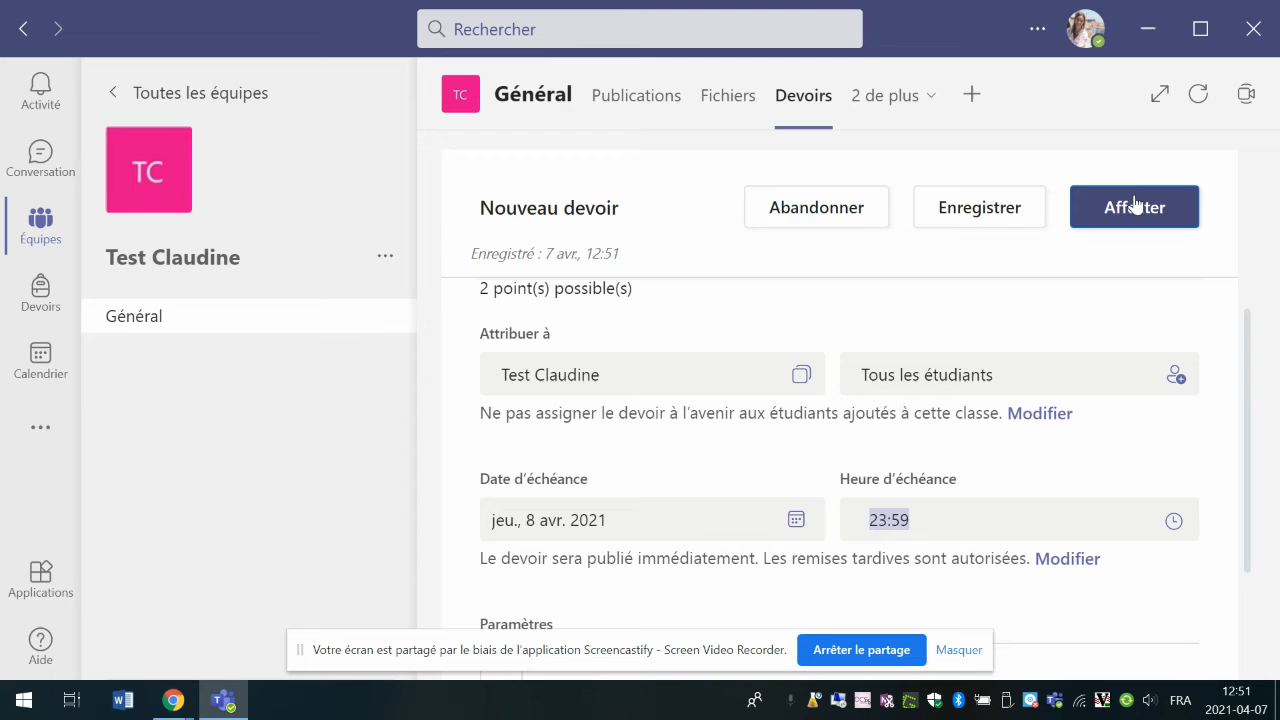 Rechercher
Activité
Conversation
Équipes
Devoirs
Calendrier
Applications
Aide
Toutes les équipes
TC
Test Claudine
Général
TC
Général
Publications
Fichiers
Devoirs
2 de plus
Nouveau devoir
Abandonner
Enregistrer
Enregistré : 7 avr., 12:51
2 point(s) possible(s)
Attribuer à
Test Claudine
Tous les étudiants
Ne pas assigner le devoir à l'avenir aux étudiants ajoutés à cette classe. Modifier
Date d'échéance
Heure d'échéance
jeu., 8 avr. 2021
23:59
Le devoir sera publié immédiatement. Les remises tardives sont autorisées. Modifier
Paramètres
Votre écran est partagé par le biais de l'application Screencastify - Screen Video Recorder.
Arrêter le partage
Masquer
FRA
12:51
2021-04-07